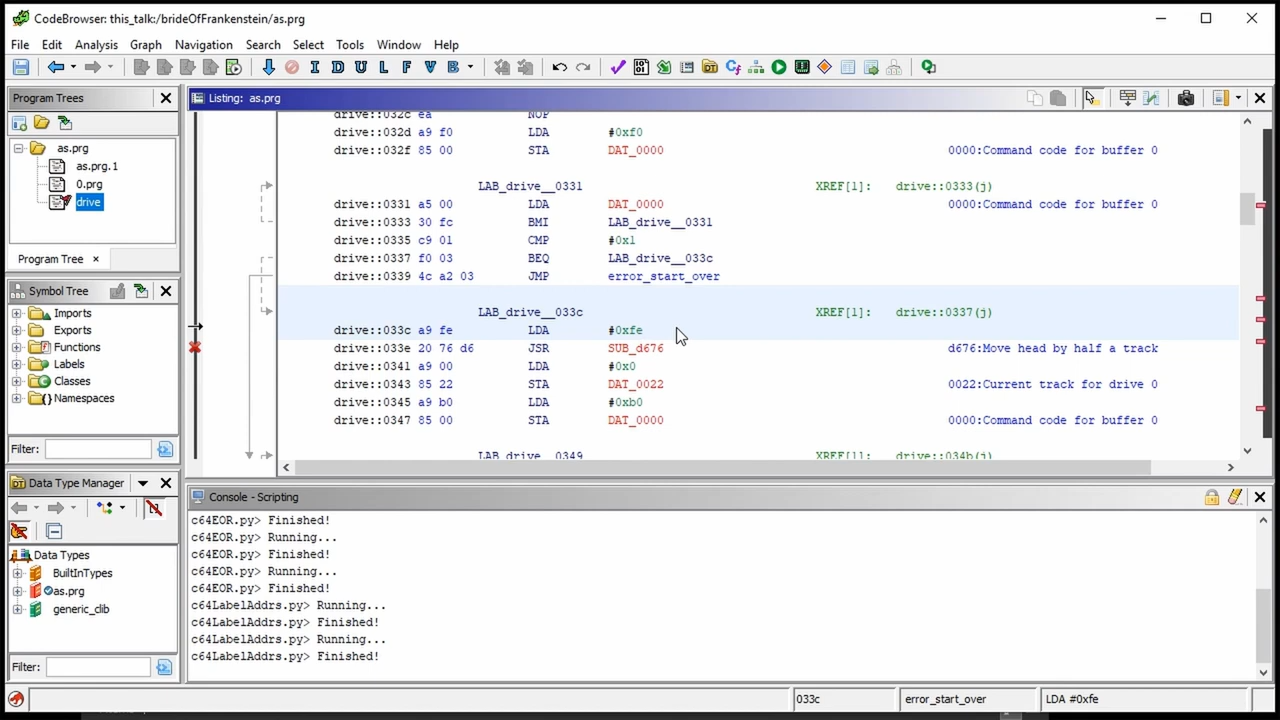 CodeBrowser: this_talk:/brideOfFrankenstein/as.prg
File Edit Analysis Graph Navigation Search Select Tools Window Help
I D U L F V B
Program Trees
as.prg
as.prg.1
0.prg
drive
Program Tree ×
Symbol Tree
Imports
Exports
Functions
Labels
Classes
Namespaces
Filter:
Data Type Manager
Data Types
BuiltInTypes
as.prg
generic_clib
Filter:
Listing: as.prg
drive::032c ea NOP
drive::032d a9 f0 LDA #0xf0
drive::032f 85 00 STA DAT_0000 0000:Command code for buffer 0
LAB_drive__0331 XREF[1]: drive::0333(j)
drive::0331 a5 00 LDA DAT_0000 0000:Command code for buffer 0
drive::0333 30 fc BMI LAB_drive__0331
drive::0335 c9 01 CMP #0x1
drive::0337 f0 03 BEQ LAB_drive__033c
drive::0339 4c a2 03 JMP error_start_over
LAB_drive__033c XREF[1]: drive::0337(j)
drive::033c a9 fe LDA #0xfe
drive::033e 20 76 d6 JSR SUB_d676 d676:Move head by half a track
drive::0341 a9 00 LDA #0x0
drive::0343 85 22 STA DAT_0022 0022:Current track for drive 0
drive::0345 a9 b0 LDA #0xb0
drive::0347 85 00 STA DAT_0000 0000:Command code for buffer 0
LAB_drive__0349 XREF[1]: drive::034b(j)
Console - Scripting
c64EOR.py> Finished!
c64EOR.py> Running...
c64EOR.py> Finished!
c64EOR.py> Running...
c64EOR.py> Finished!
c64LabelAddrs.py> Running...
c64LabelAddrs.py> Finished!
c64LabelAddrs.py> Running...
c64LabelAddrs.py> Finished!
033c error_start_over LDA #0xfe